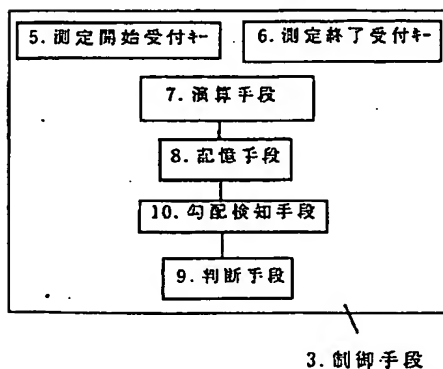 5.測定開始受付キー
6.測定終了受付キー
7.演算手段
8.記憶手段
10.勾配検知手段
9.判断手段
3.制御手段